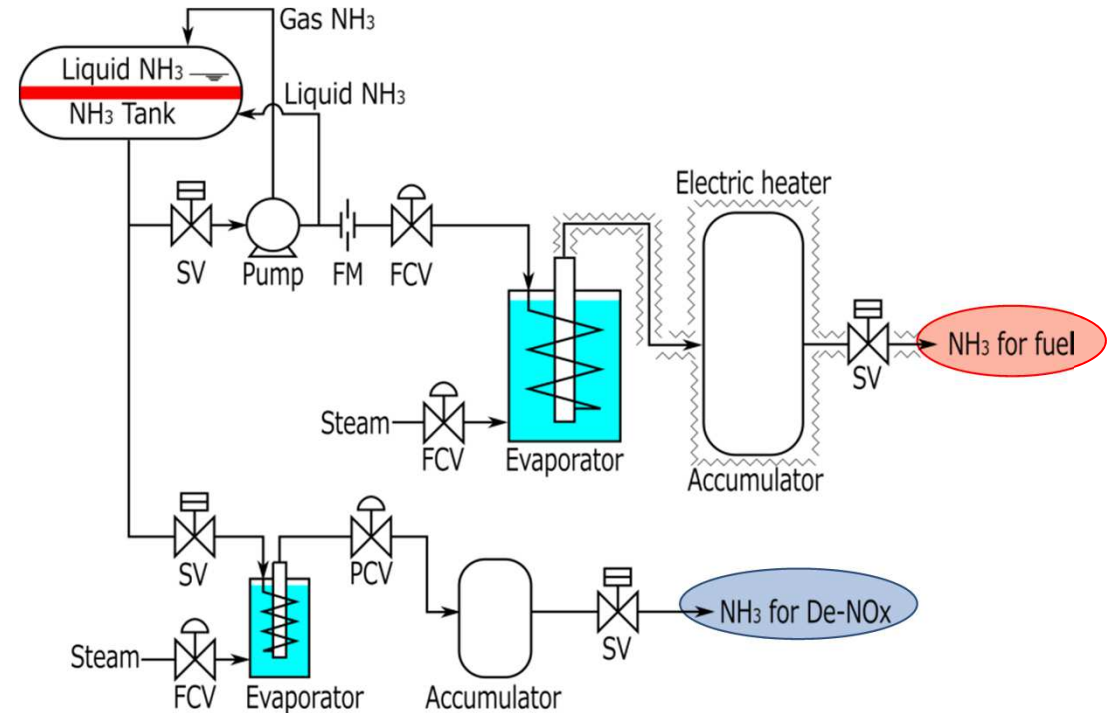 Gas NH3
Liquid NH3
NH3 Tank
Liquid NH3
Electric heater
SV
Pump
FM
FCV
NH3 for fuel
SV
Steam
FCV
Evaporator
Accumulator
SV
PCV
NH3 for De-NOx
SV
Steam
FCV
Evaporator
Accumulator